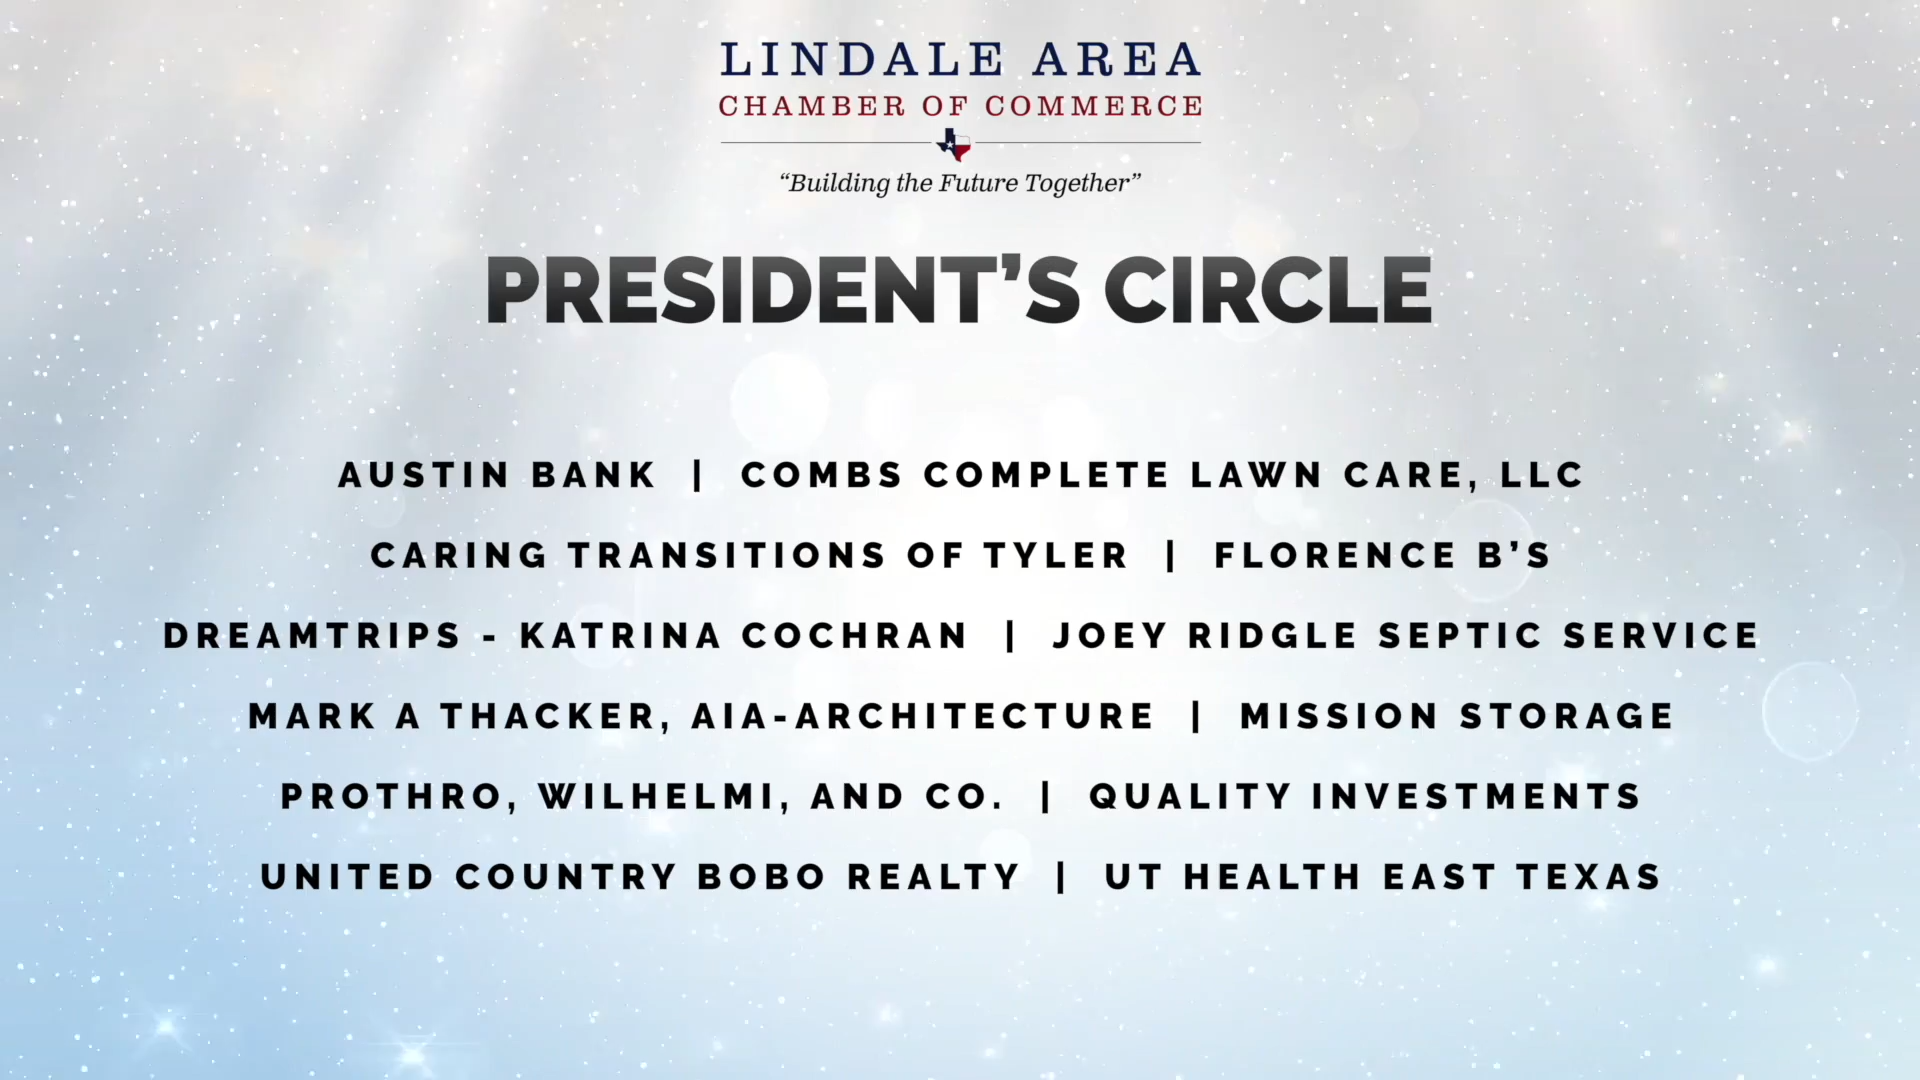 LINDALE AREA
CHAMBER OF COMMERCE
“Building the Future Together”
PRESIDENT’S CIRCLE
AUSTIN BANK | COMBS COMPLETE LAWN CARE, LLC
CARING TRANSITIONS OF TYLER | FLORENCE B’S
DREAMTRIPS - KATRINA COCHRAN | JOEY RIDGLE SEPTIC SERVICE
MARK A THACKER, AIA-ARCHITECTURE | MISSION STORAGE
PROTHRO, WILHELMI, AND CO. | QUALITY INVESTMENTS
UNITED COUNTRY BOBO REALTY | UT HEALTH EAST TEXAS